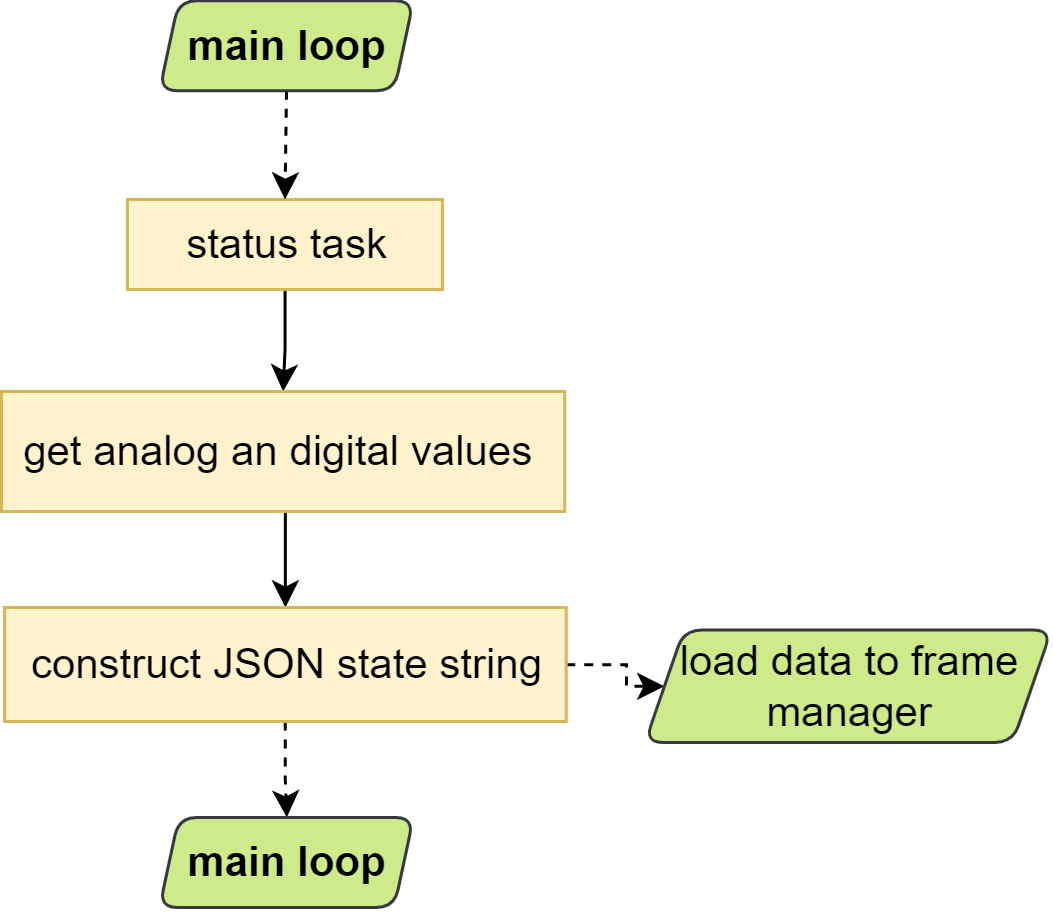 main loop
status task
get analog an digital values
construct JSON state string
load data to frame
manager
main loop